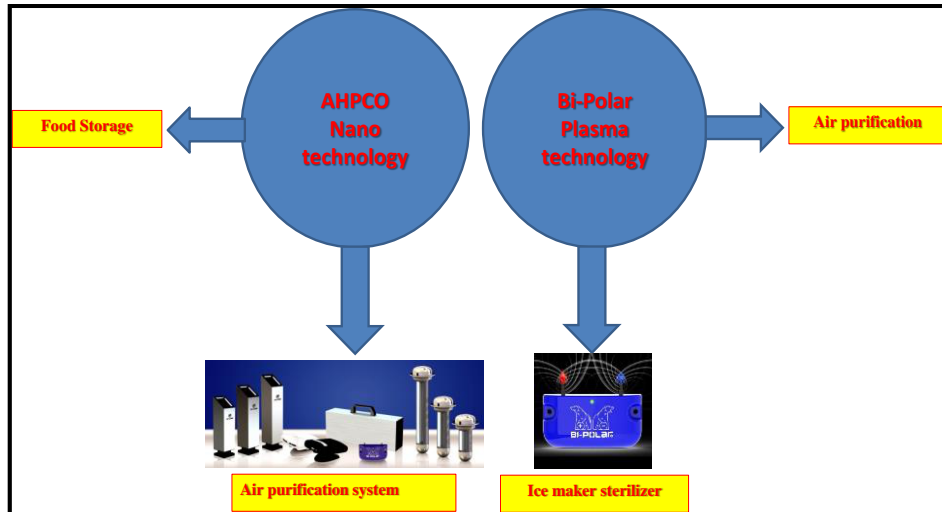 AHPCO
Nano
technology
Bi-Polar
Plasma
technology
Food Storage
Air purification
BI-POLAR
Air purification system
Ice maker sterilizer